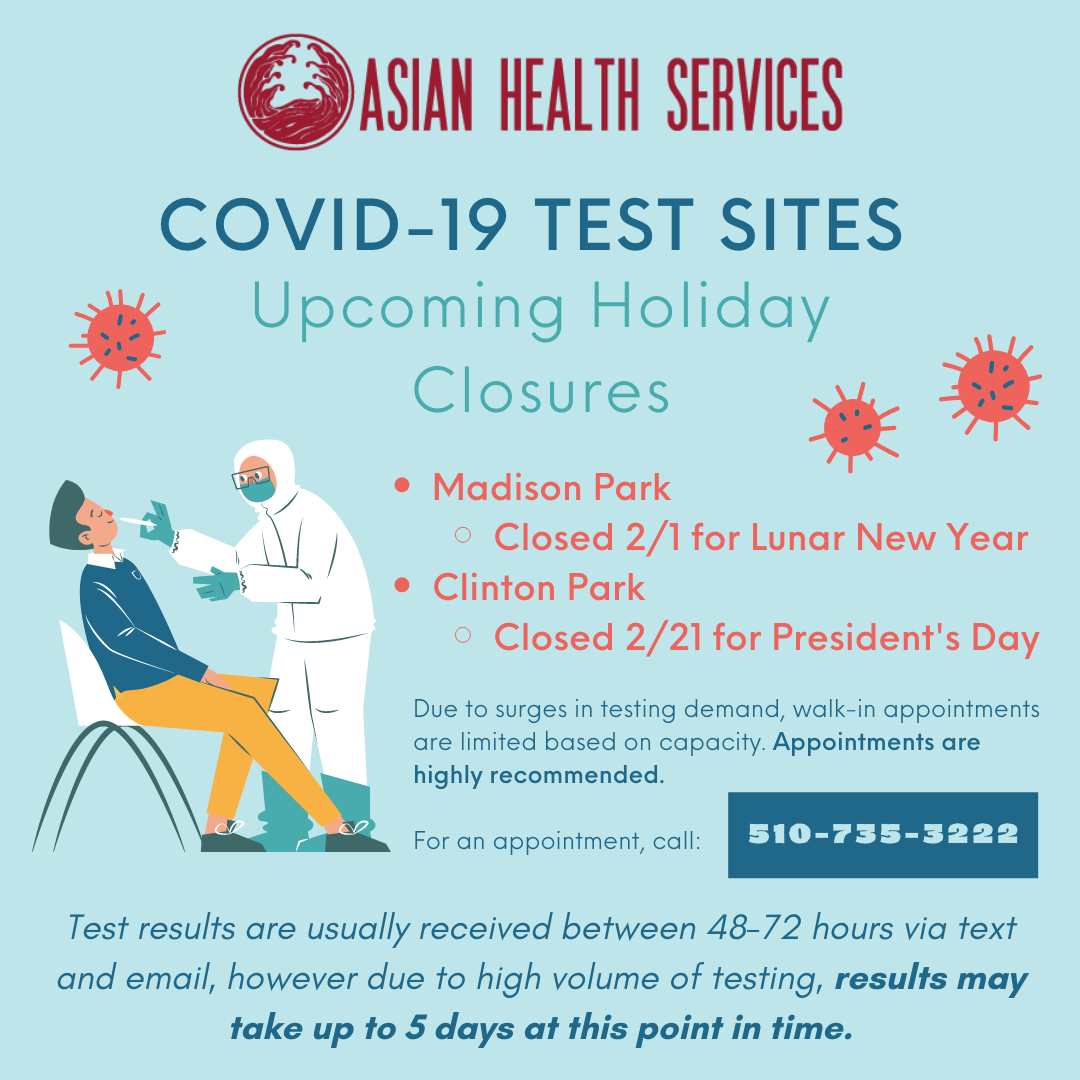 ASIAN HEALTH SERVICES
COVID-19 TEST SITES
Upcoming Holiday
Closures
• Madison Park
○ Closed 2/1 for Lunar New Year
• Clinton Park
○ Closed 2/21 for President's Day
Due to surges in testing demand, walk-in appointments
are limited based on capacity. Appointments are
highly recommended.
For an appointment, call:
510-735-3222
Test results are usually received between 48-72 hours via text
and email, however due to high volume of testing, results may
take up to 5 days at this point in time.